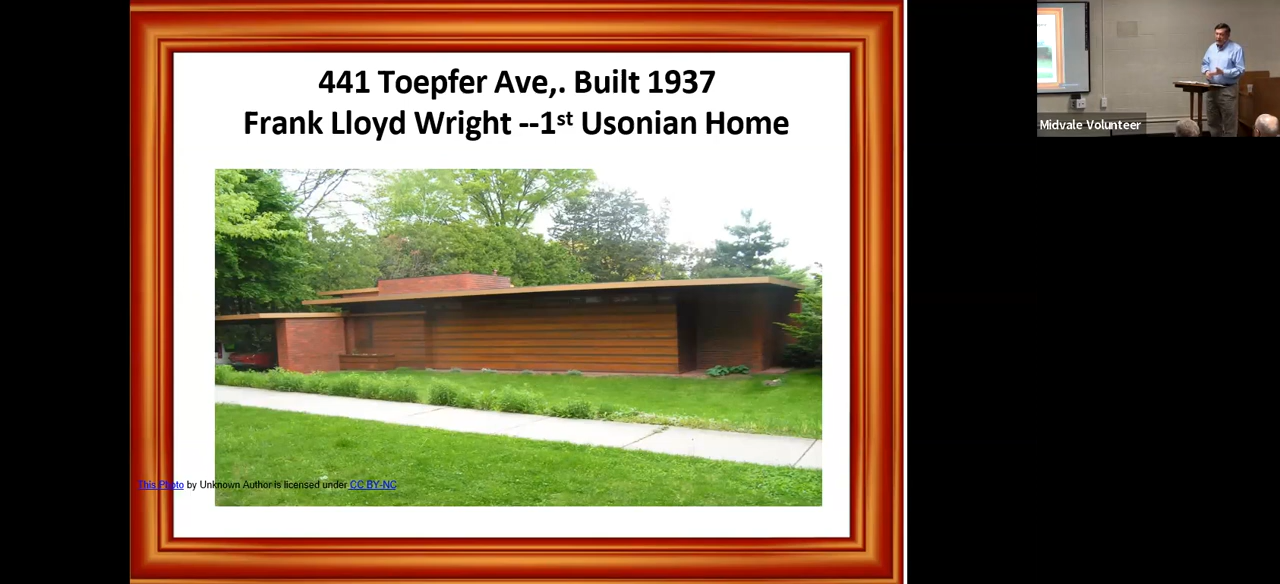 441 Toepfer Ave,. Built 1937
Frank Lloyd Wright --1st Usonian Home
This Photo by Unknown Author is licensed under CC BY-NC
Midvale Volunteer